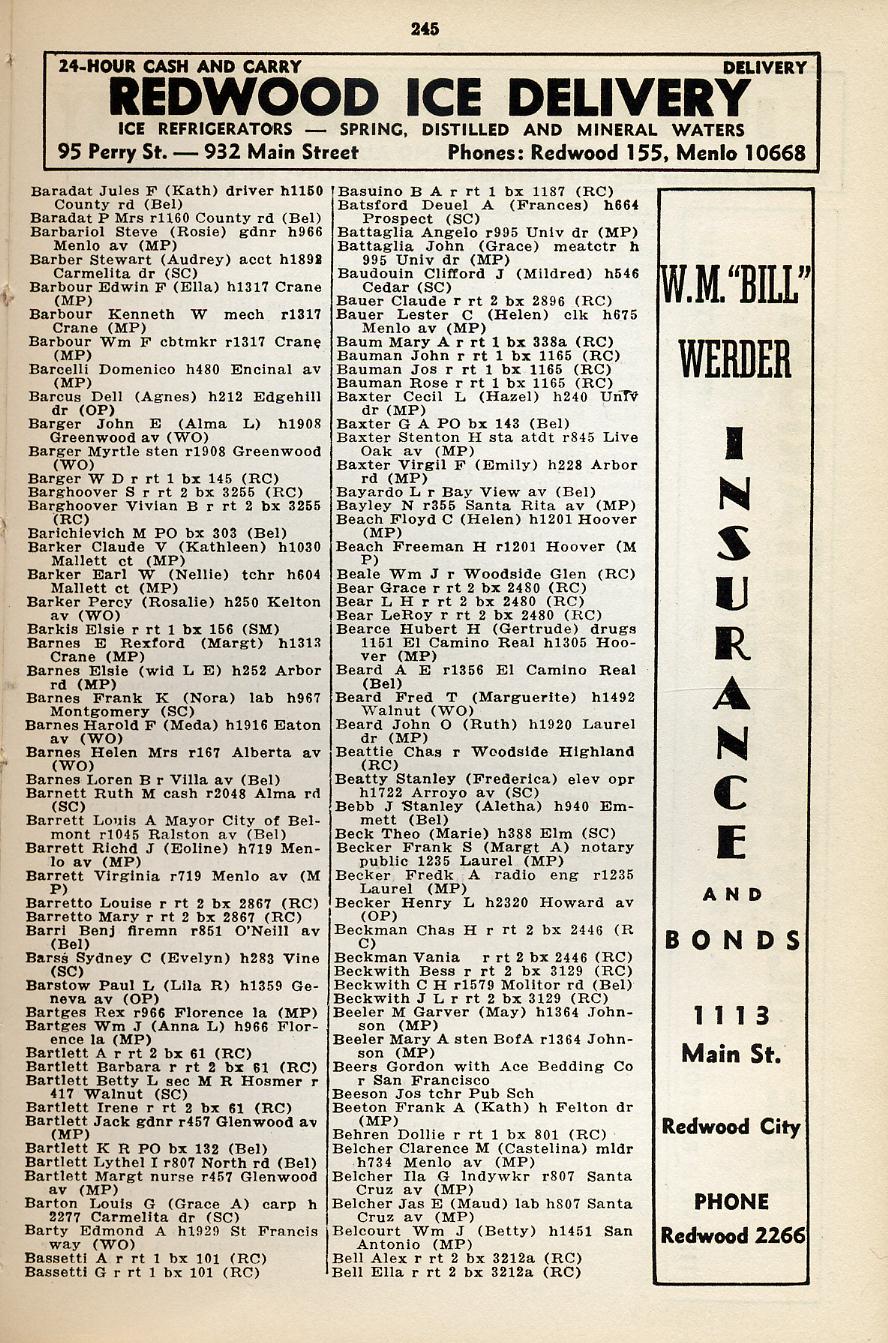 245
24-HOUR CASH AND CARRY DELIVERY
REDWOOD ICE DELIVERY
ICE REFRIGERATORS — SPRING, DISTILLED AND MINERAL WATERS
95 Perry St. — 932 Main Street Phones: Redwood 155, Menlo 10668
Baradat Jules F (Kath) driver h1160
County rd (Bel)
Baradat P Mrs r1160 County rd (Bel)
Barbariol Steve (Rosie) gdnr h966
Menlo av (MP)
Barber Stewart (Audrey) acct h1892
Carmelita dr (SC)
Barbour Edwin F (Ella) h1317 Crane
(MP)
Barbour Kenneth W mech r1317
Crane (MP)
Barbour Wm F cbtmkr r1317 Crane
(MP)
Barcelli Domenico h480 Encinal av
(MP)
Barcus Dell (Agnes) h212 Edgehill
dr (OP)
Barger John E (Alma L) h1908
Greenwood av (WO)
Barger Myrtle sten r1908 Greenwood
(WO)
Barger W D r rt 1 bx 145 (RC)
Barghoover S r rt 2 bx 3255 (RC)
Barghoover Vivian B r rt 2 bx 3255
(RC)
Barichievich M PO bx 303 (Bel)
Barker Claude V (Kathleen) h1030
Mallett ct (MP)
Barker Earl W (Nellie) tchr h604
Mallett ct (MP)
Barker Percy (Rosalie) h250 Kelton
av (WO)
Barkis Elsie r rt 1 bx 156 (SM)
Barnes E Rexford (Margt) h1313
Crane (MP)
Barnes Elsie (wid L E) h252 Arbor
rd (MP)
Barnes Frank K (Nora) lab h967
Montgomery (SC)
Barnes Harold F (Meda) h1916 Eaton
av (WO)
Barnes Helen Mrs r167 Alberta av
(WO)
Barnes Loren B r Villa av (Bel)
Barnett Ruth M cash r2048 Alma rd
(SC)
Barrett Louis A Mayor City of Bel-
mont r1045 Ralston av (Bel)
Barrett Richd J (Eoline) h719 Men-
lo av (MP)
Barrett Virginia r719 Menlo av (M
P)
Barretto Louise r rt 2 bx 2867 (RC)
Barretto Mary r rt 2 bx 2867 (RC)
Barri Benj firemn r851 O'Neill av
(Bel)
Barss Sydney C (Evelyn) h283 Vine
(SC)
Barstow Paul L (Lila R) h1359 Ge-
neva av (OP)
Bartges Rex r966 Florence la (MP)
Bartges Wm J (Anna L) h966 Flor-
ence la (MP)
Bartlett A r rt 2 bx 61 (RC)
Bartlett Barbara r rt 2 bx 61 (RC)
Bartlett Betty L sec M R Hosmer r
417 Walnut (SC)
Bartlett Irene r rt 2 bx 61 (RC)
Bartlett Jack gdnr r457 Glenwood av
(MP)
Bartlett K R PO bx 132 (Bel)
Bartlett Lythel I r807 North rd (Bel)
Bartlett Margt nurse r457 Glenwood
av (MP)
Barton Louis G (Grace A) carp h
2277 Carmelita dr (SC)
Barty Edmond A h1929 St Francis
way (WO)
Bassetti A r rt 1 bx 101 (RC)
Bassetti G r rt 1 bx 101 (RC)
Basuino B A r rt 1 bx 1187 (RC)
Batsford Deuel A (Frances) h664
Prospect (SC)
Battaglia Angelo r995 Univ dr (MP)
Battaglia John (Grace) meatctr h
995 Univ dr (MP)
Baudouin Clifford J (Mildred) h546
Cedar (SC)
Bauer Claude r rt 2 bx 2896 (RC)
Bauer Lester C (Helen) clk h675
Menlo av (MP)
Baum Mary A r rt 1 bx 338a (RC)
Bauman John r rt 1 bx 1165 (RC)
Bauman Jos r rt 1 bx 1165 (RC)
Bauman Rose r rt 1 bx 1165 (RC)
Baxter Cecil L (Hazel) h240 Univ
dr (MP)
Baxter G A PO bx 143 (Bel)
Baxter Stenton H sta atdt r845 Live
Oak av (MP)
Baxter Virgil F (Emily) h228 Arbor
rd (MP)
Bayardo L r Bay View av (Bel)
Bayley N r355 Santa Rita av (MP)
Beach Floyd C (Helen) h1201 Hoover
(MP)
Beach Freeman H r1201 Hoover (M
P)
Beale Wm J r Woodside Glen (RC)
Bear Grace r rt 2 bx 2480 (RC)
Bear L H r rt 2 bx 2480 (RC)
Bear LeRoy r rt 2 bx 2480 (RC)
Bearce Hubert H (Gertrude) drugs
1151 El Camino Real h1305 Hoo-
ver (MP)
Beard A E r1356 El Camino Real
(Bel)
Beard Fred T (Marguerite) h1492
Walnut (WO)
Beard John O (Ruth) h1920 Laurel
dr (MP)
Beattie Chas r Woodside Highland
(RC)
Beatty Stanley (Frederica) elev opr
h1722 Arroyo av (SC)
Bebb J Stanley (Aletha) h940 Em-
mett (Bel)
Beck Theo (Marie) h388 Elm (SC)
Becker Frank S (Margt A) notary
public 1235 Laurel (MP)
Becker Fredk A radio eng r1235
Laurel (MP)
Becker Henry L h2320 Howard av
(OP)
Beckman Chas H r rt 2 bx 2446 (R
C)
Beckman Vania r rt 2 bx 2446 (RC)
Beckwith Bess r rt 2 bx 3129 (RC)
Beckwith C H r1579 Molitor rd (Bel)
Beckwith J L r rt 2 bx 3129 (RC)
Beeler M Garver (May) h1364 John-
son (MP)
Beeler Mary A sten BofA r1364 John-
son (MP)
Beers Gordon with Ace Bedding Co
r San Francisco
Beeson Jos tchr Pub Sch
Beeton Frank A (Kath) h Felton dr
(MP)
Behren Dollie r rt 1 bx 801 (RC)
Belcher Clarence M (Castelina) mldr
h734 Menlo av (MP)
Belcher Ila G lndywkr r807 Santa
Cruz av (MP)
Belcher Jas E (Maud) lab h807 Santa
Cruz av (MP)
Belcourt Wm J (Betty) h1451 San
Antonio (MP)
Bell Alex r rt 2 bx 3212a (RC)
Bell Ella r rt 2 bx 3212a (RC)
W.M. "BILL"
WERDER
INSURANCE
AND
BONDS
1113
Main St.
Redwood City
PHONE
Redwood 2266